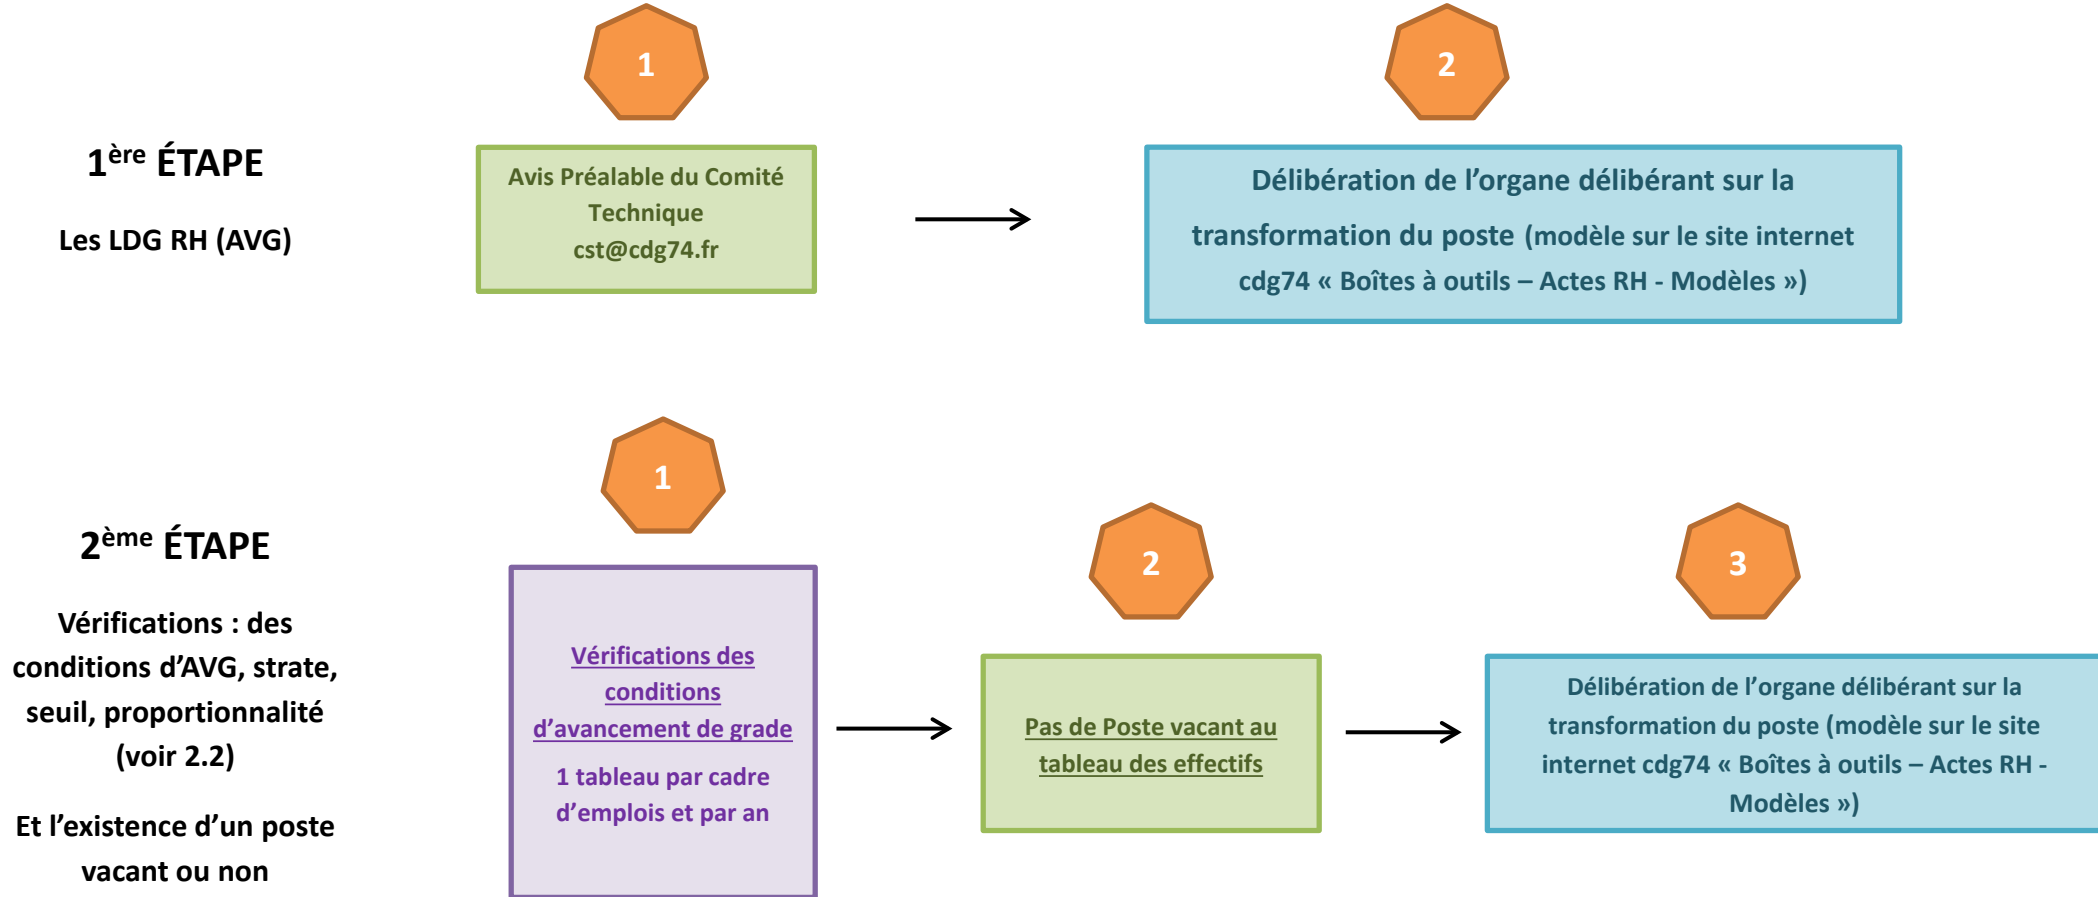 1
2
1ère ÉTAPE
Les LDG RH (AVG)
Avis Préalable du Comité
Technique
cst@cdg74.fr
Délibération de l’organe délibérant sur la
transformation du poste (modèle sur le site internet
cdg74 « Boîtes à outils – Actes RH - Modèles »)
1
2
3
2ème ÉTAPE
Vérifications : des
conditions d’AVG, strate,
seuil, proportionnalité
(voir 2.2)
Et l’existence d’un poste
vacant ou non
Vérifications des
conditions
d’avancement de grade
1 tableau par cadre
d’emplois et par an
Pas de Poste vacant au
tableau des effectifs
Délibération de l’organe délibérant sur la
transformation du poste (modèle sur le site
internet cdg74 « Boîtes à outils – Actes RH -
Modèles »)